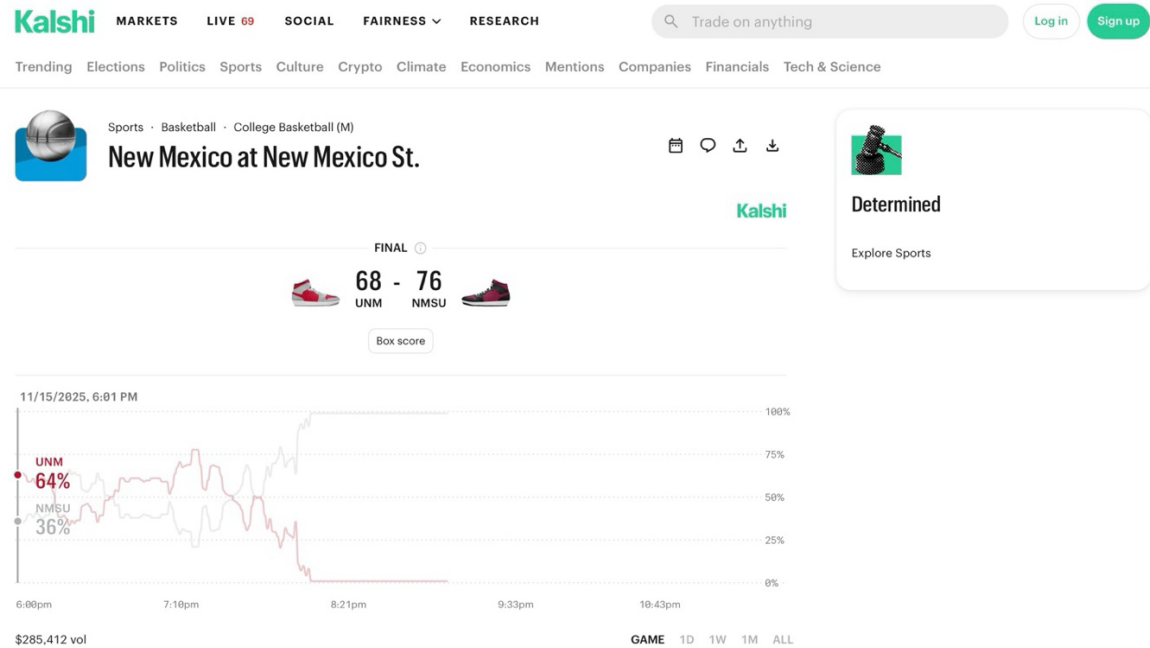 Kalshi MARKETS LIVE 69 SOCIAL FAIRNESS RESEARCH Trade on anything Log in Sign up
Trending Elections Politics Sports Culture Crypto Climate Economics Mentions Companies Financials Tech & Science
Sports · Basketball · College Basketball (M)
New Mexico at New Mexico St.
Determined
Explore Sports
Kalshi
FINAL
68 - 76
UNM NMSU
Box score
11/15/2025, 6:01 PM
100%
75%
50%
25%
0%
UNM
64%
NMSU
36%
6:00pm 7:10pm 8:21pm 9:33pm 10:43pm
$285,412 vol GAME 1D 1W 1M ALL